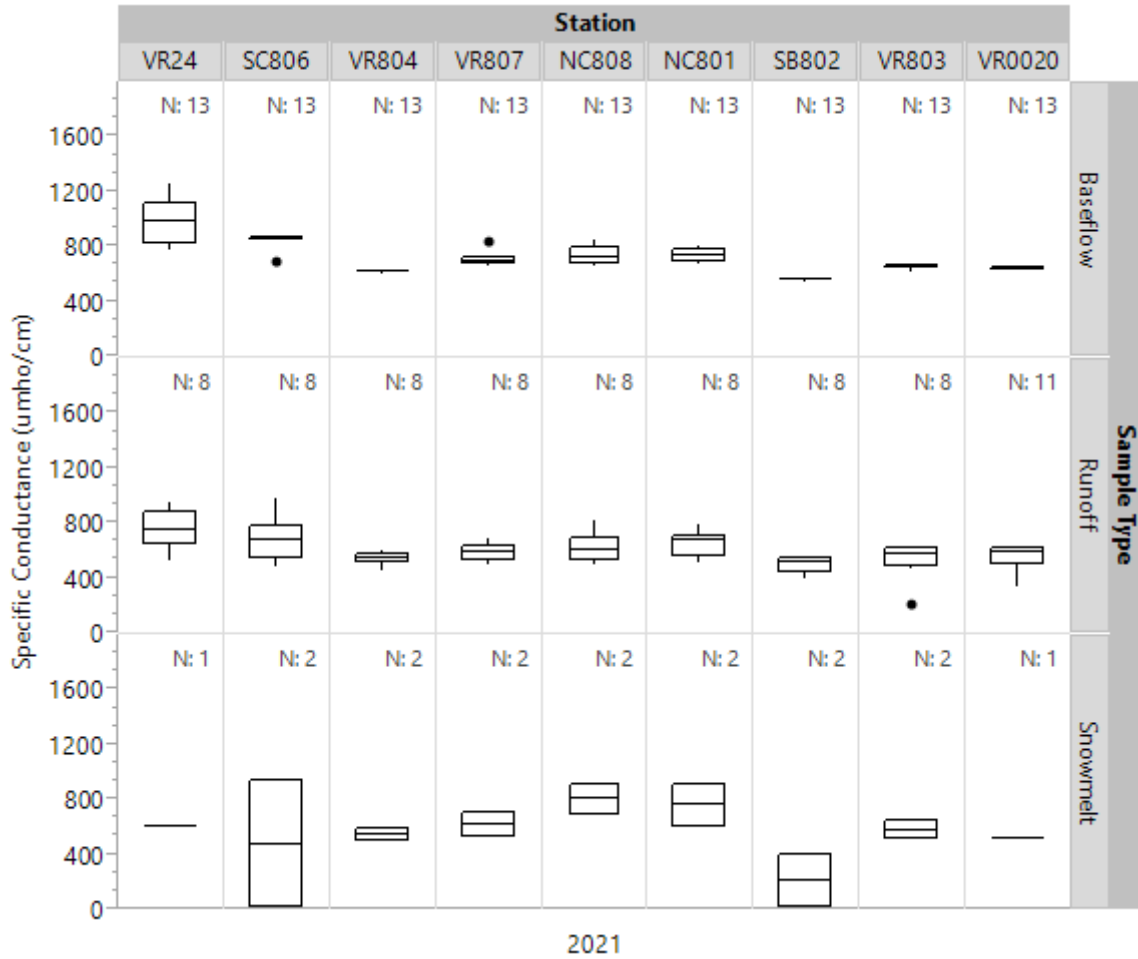 Station
VR24 SC806 VR804 VR807 NC808 NC801 SB802 VR803 VR0020
N: 13 N: 13 N: 13 N: 13 N: 13 N: 13 N: 13 N: 13 N: 13
1600
1200
800
400
0
Baseflow
N: 8 N: 8 N: 8 N: 8 N: 8 N: 8 N: 8 N: 8 N: 11
1600
1200
800
400
0
Runoff
N: 1 N: 2 N: 2 N: 2 N: 2 N: 2 N: 2 N: 2 N: 1
1600
1200
800
400
0
Snowmelt
Specific Conductance (umho/cm)
Sample Type
2021